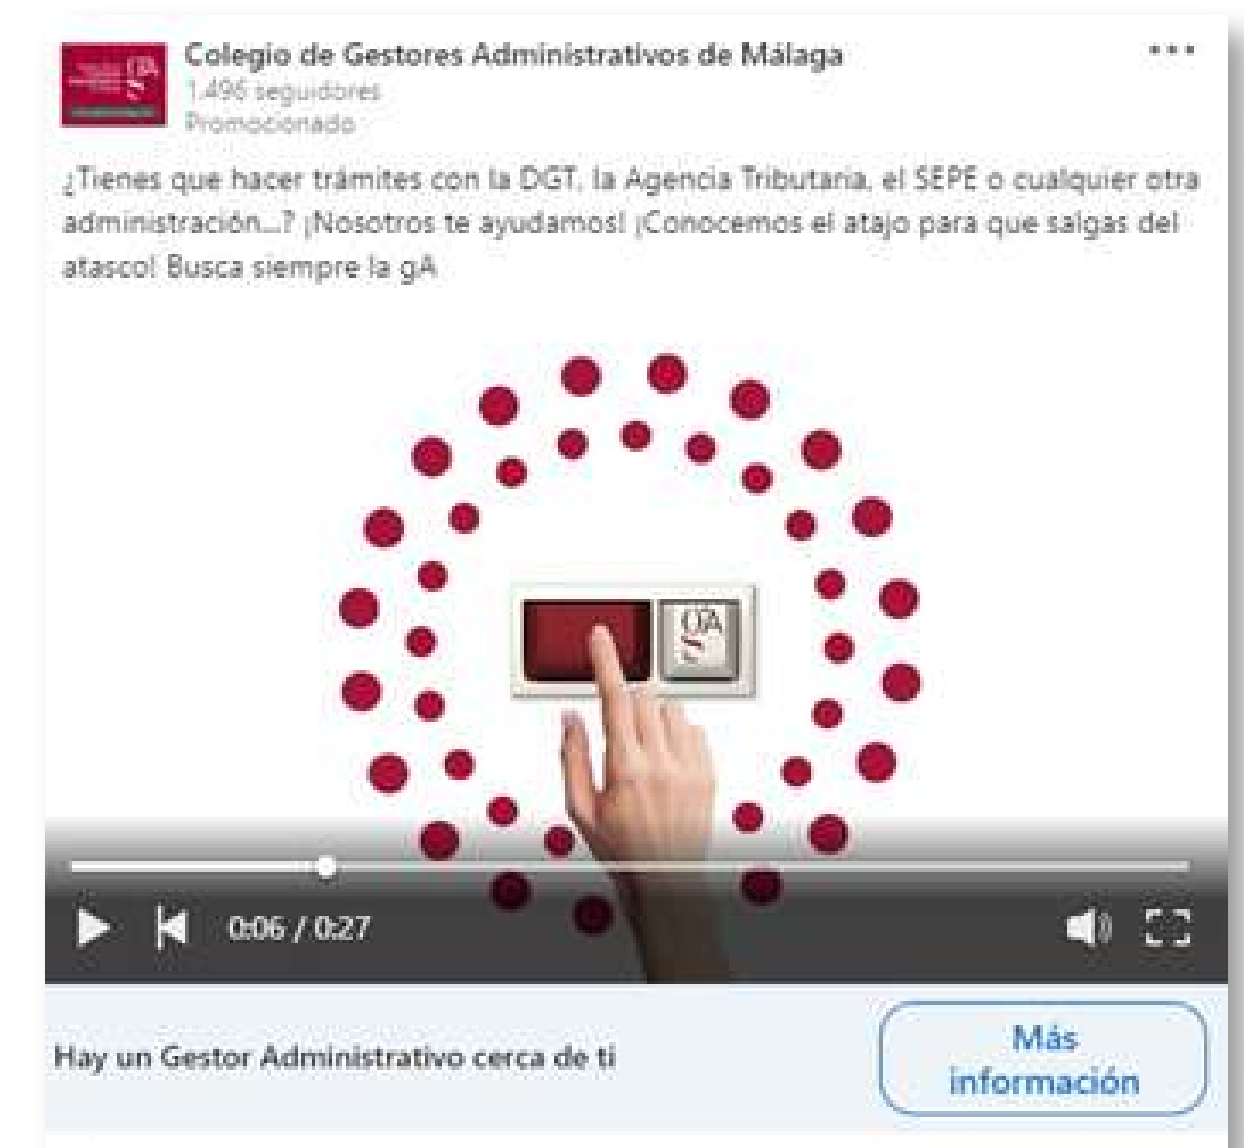 Colegio de Gestores Administrativos de Málaga
1.496 seguidores
Promocionado
¿Tienes que hacer trámites con la DGT, la Agencia Tributaria, el SEPE o cualquier otra
administración...? ¡Nosotros te ayudamos! ¡Conocemos el atajo para que salgas del
atasco! Busca siempre la gA
gA
0:06 / 0:27
Hay un Gestor Administrativo cerca de ti
Más
información